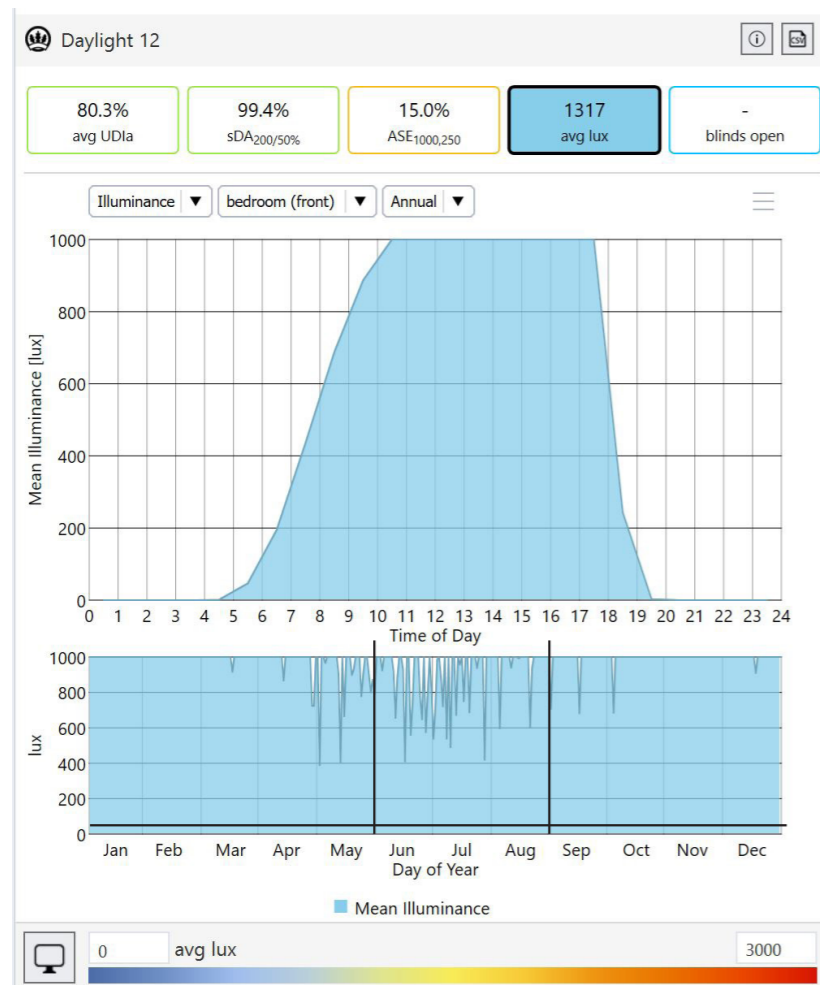 Daylight 12
CSV
80.3% 99.4% 15.0% 1317 -
avg UDIa sDA200/50% ASE1000,250 avg lux blinds open
Illuminance ▼ bedroom (front) ▼ Annual ▼
Mean Illuminance [lux]
1000
800
600
400
200
0
0 1 2 3 4 5 6 7 8 9 10 11 12 13 14 15 16 17 18 19 20 21 22 23 24
Time of Day
lux
1000
800
600
400
200
0
Jan Feb Mar Apr May Jun Jul Aug Sep Oct Nov Dec
Day of Year
Mean Illuminance
0 avg lux 3000